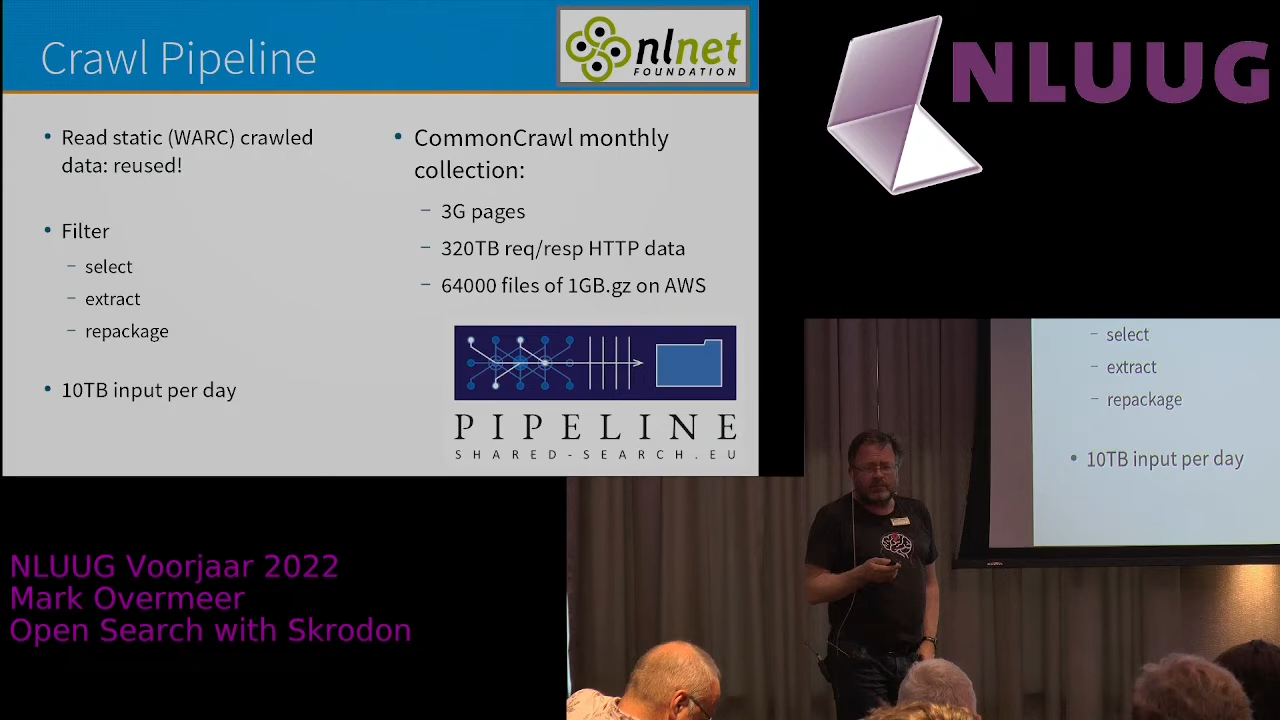 Crawl Pipeline
nlnet
FOUNDATION
NLUUG
• Read static (WARC) crawled
data: reused!
• Filter
– select
– extract
– repackage
• 10TB input per day
• CommonCrawl monthly
collection:
– 3G pages
– 320TB req/resp HTTP data
– 64000 files of 1GB.gz on AWS
PIPELINE
SHARED-SEARCH.EU
– select
– extract
– repackage
• 10TB input per day
NLUUG Voorjaar 2022
Mark Overmeer
Open Search with Skrodon